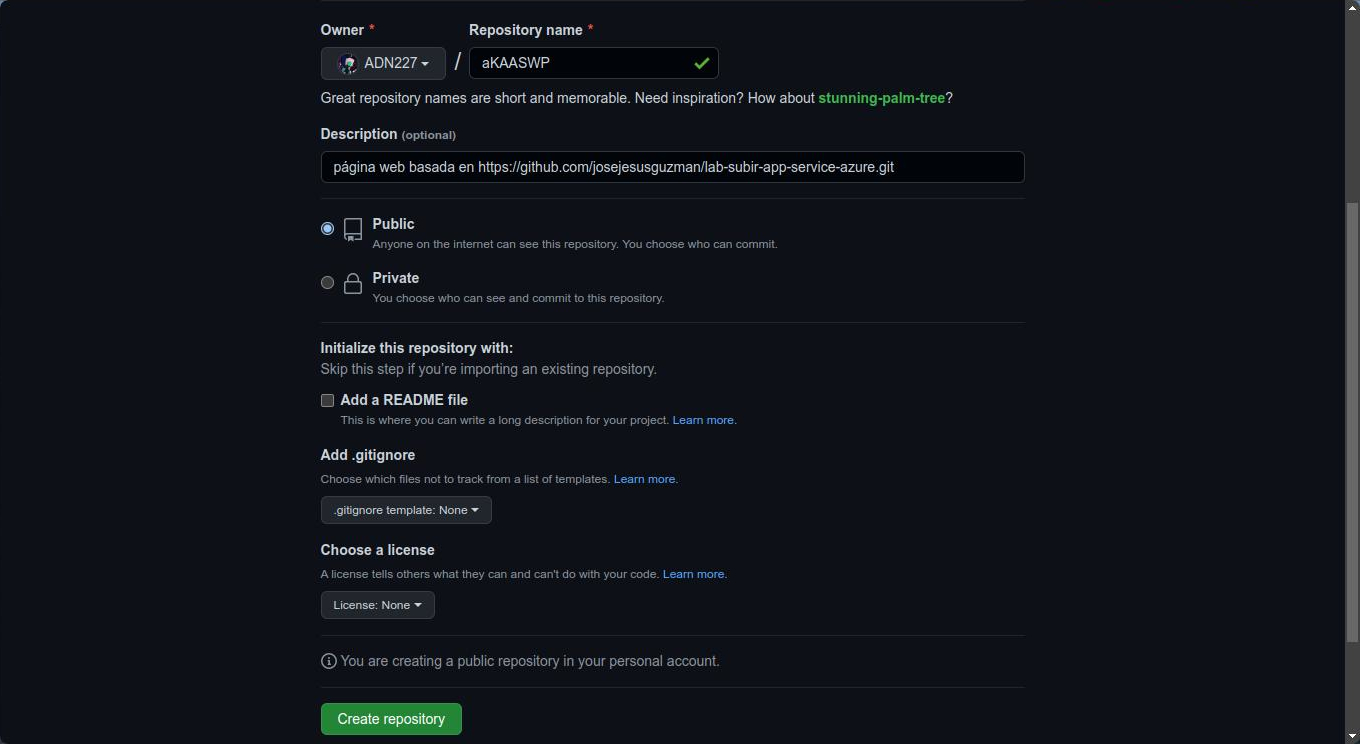 Owner * Repository name *
ADN227 / aKAASWP
Great repository names are short and memorable. Need inspiration? How about stunning-palm-tree?
Description (optional)
página web basada en https://github.com/josejesusguzman/lab-subir-app-service-azure.git
Public
Anyone on the internet can see this repository. You choose who can commit.
Private
You choose who can see and commit to this repository.
Initialize this repository with:
Skip this step if you're importing an existing repository.
Add a README file
This is where you can write a long description for your project. Learn more.
Add .gitignore
Choose which files not to track from a list of templates. Learn more.
.gitignore template: None
Choose a license
A license tells others what they can and can't do with your code. Learn more.
License: None
You are creating a public repository in your personal account.
Create repository